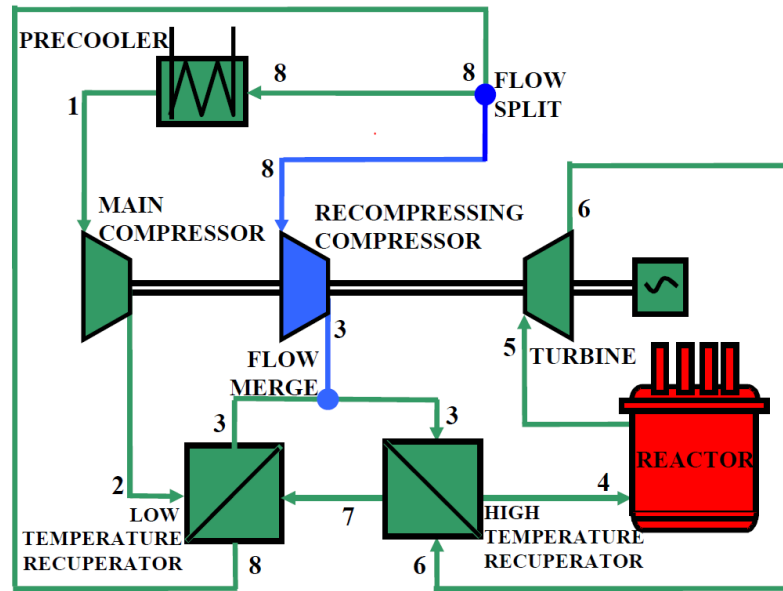 PRECOOLER
8
8
FLOW
SPLIT
1
8
MAIN
COMPRESSOR
RECOMPRESSING
COMPRESSOR
6
3
5
TURBINE
FLOW
MERGE
3
3
REACTOR
2
LOW
TEMPERATURE
RECUPERATOR
7
4
HIGH
TEMPERATURE
RECUPERATOR
8
6